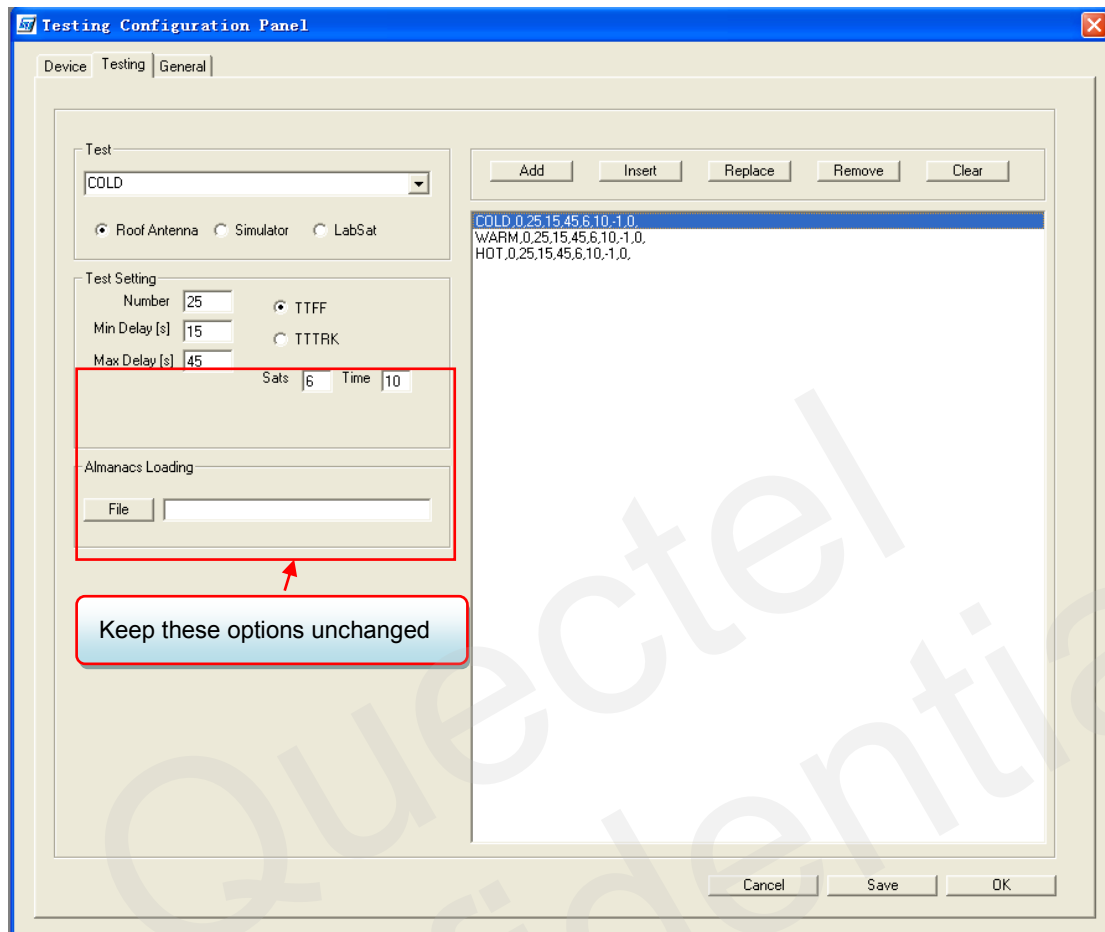 Testing Configuration Panel
Device Testing General
Test
COLD
Roof Antenna Simulator LabSat
Test Setting
Number 25
TTFF
Min Delay [s] 15
TTTRK
Max Delay [s] 45
Sats 6 Time 10
Almanacs Loading
File
Keep these options unchanged
Add Insert Replace Remove Clear
COLD,0,25,15,45,6,10,-1,0,
WARM,0,25,15,45,6,10,-1,0,
HOT,0,25,15,45,6,10,-1,0,
Cancel Save OK
Quectel
fidentia